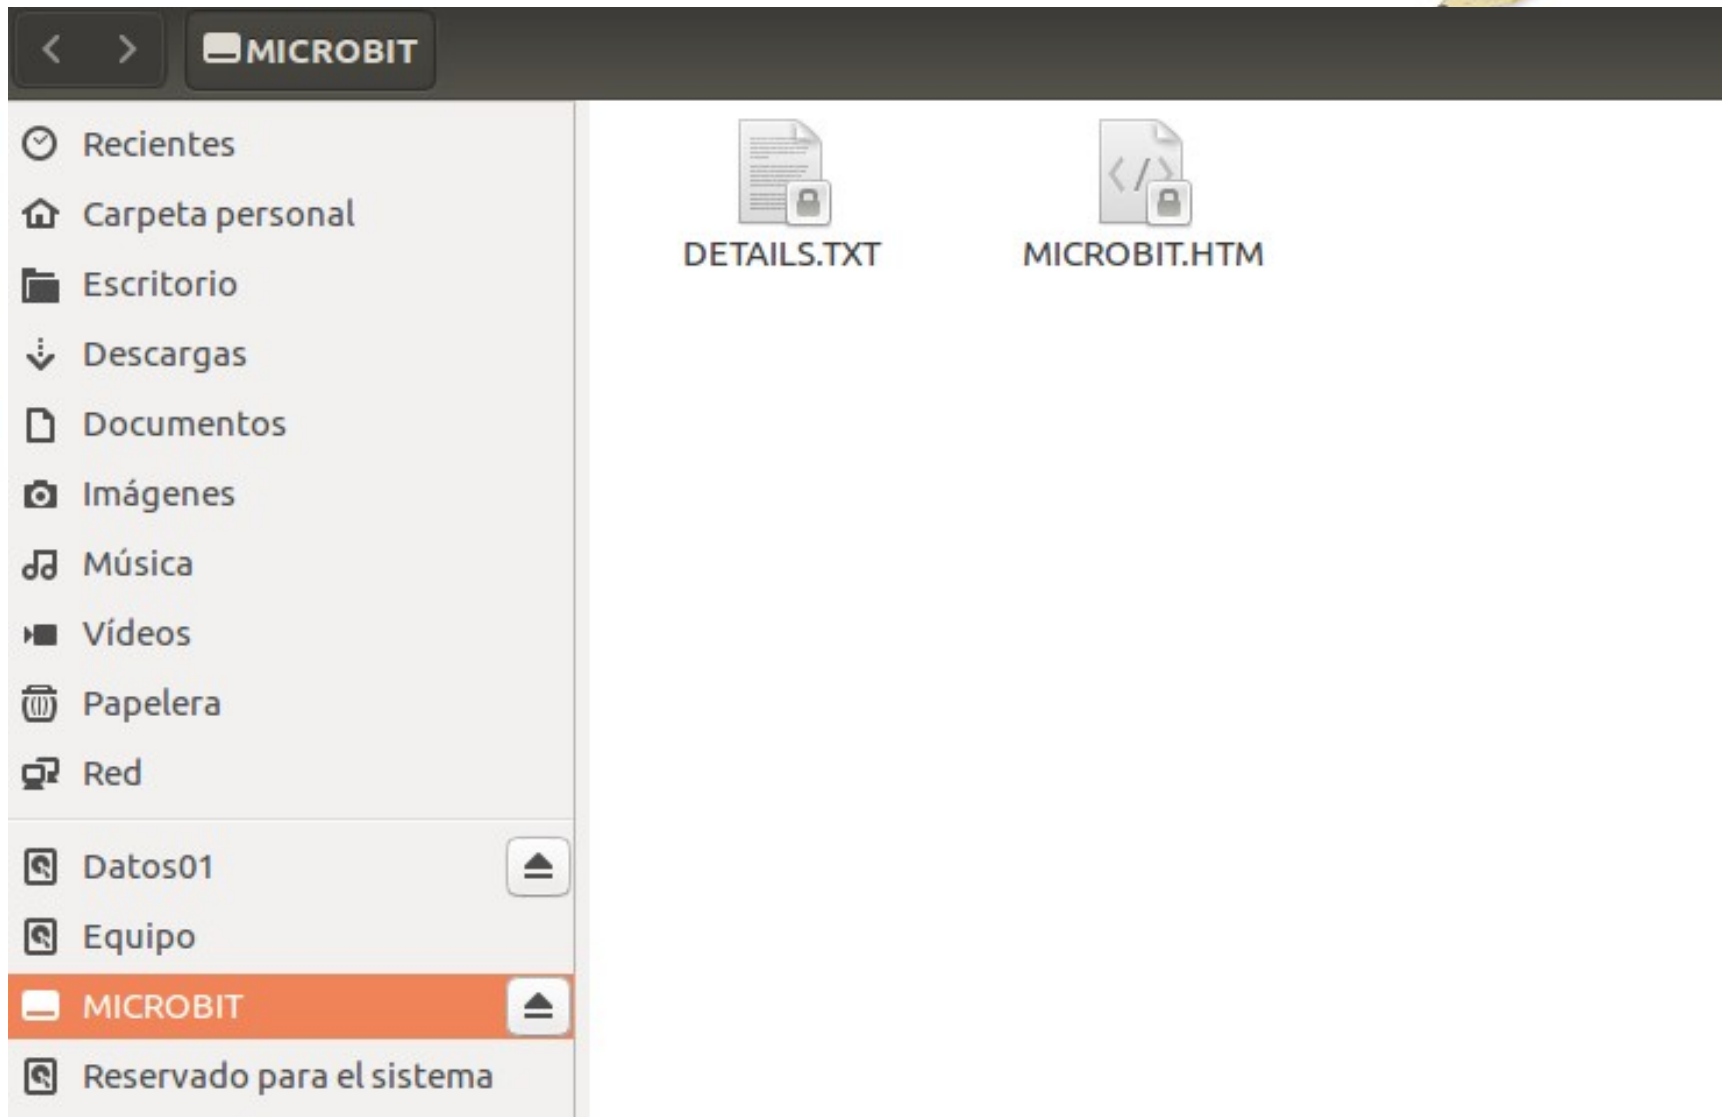 MICROBIT
Recientes
Carpeta personal
Escritorio
Descargas
Documentos
Imágenes
Música
Vídeos
Papelera
Red
Datos01
Equipo
MICROBIT
Reservado para el sistema
DETAILS.TXT
MICROBIT.HTM